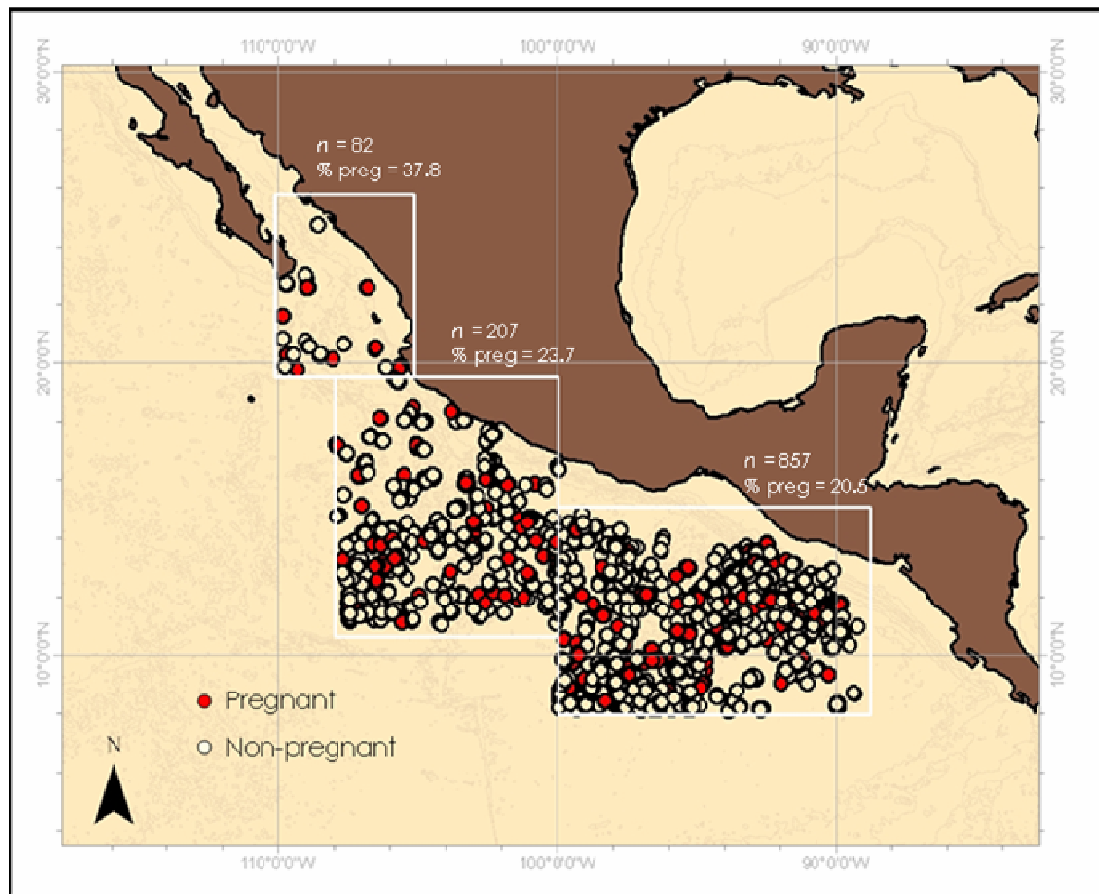 110°0'0"W 100°0'0"W 90°0'0"W
30°0'0"N 30°0'0"N
n = 82
% preg = 37.8
n = 207
% preg = 23.7
20°0'0"N 20°0'0"N
n = 857
% preg = 20.6
10°0'0"N 10°0'0"N
Pregnant
Non-pregnant
N
110°0'0"W 100°0'0"W 90°0'0"W